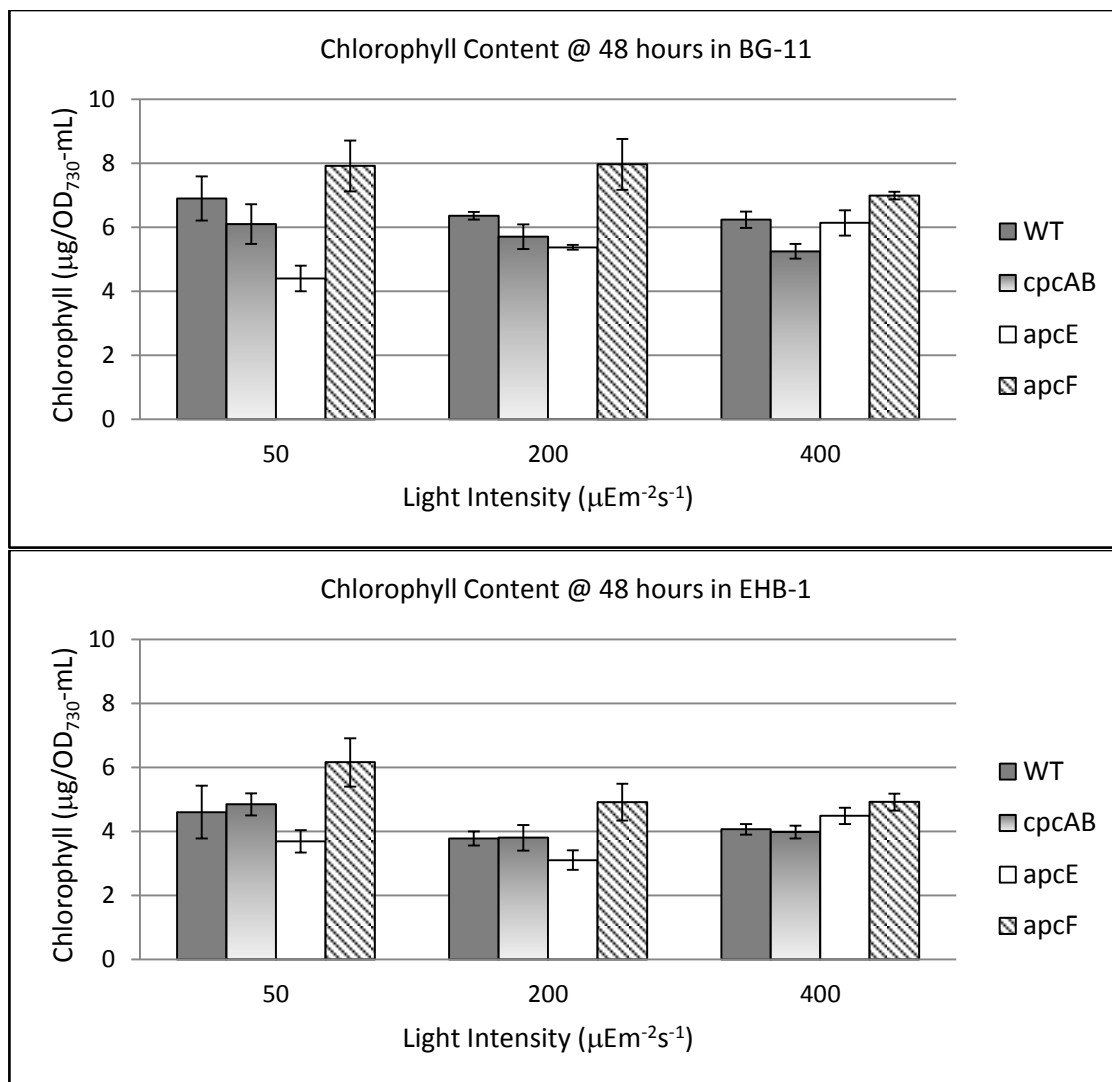 Chlorophyll Content @ 48 hours in BG-11
Chlorophyll (µg/OD730-mL)
10
8
6
4
2
0
50 200 400
Light Intensity (µEm-2s-1)
WT
cpcAB
apcE
apcF
Chlorophyll Content @ 48 hours in EHB-1
Chlorophyll (µg/OD730-mL)
10
8
6
4
2
0
50 200 400
Light Intensity (µEm-2s-1)
WT
cpcAB
apcE
apcF